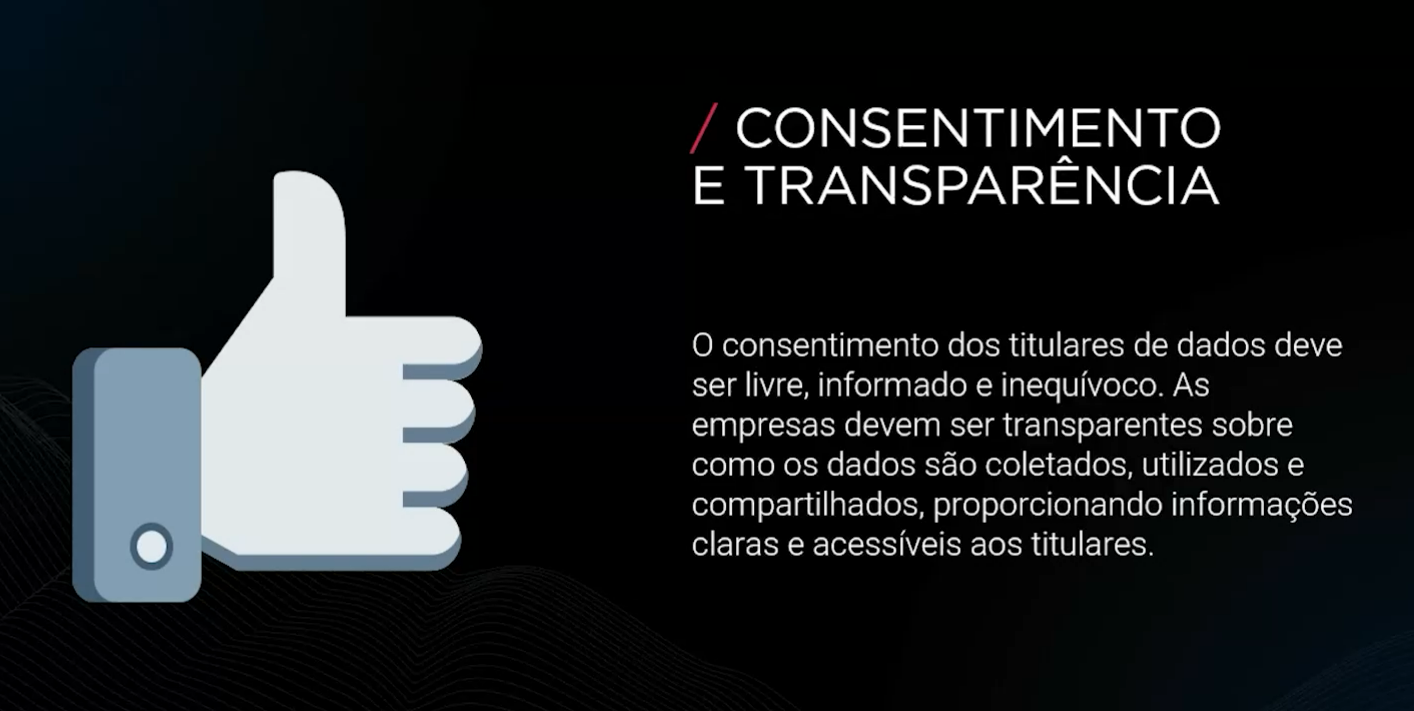 / CONSENTIMENTO
E TRANSPARÊNCIA
O consentimento dos titulares de dados deve
ser livre, informado e inequívoco. As
empresas devem ser transparentes sobre
como os dados são coletados, utilizados e
compartilhados, proporcionando informações
claras e acessíveis aos titulares.